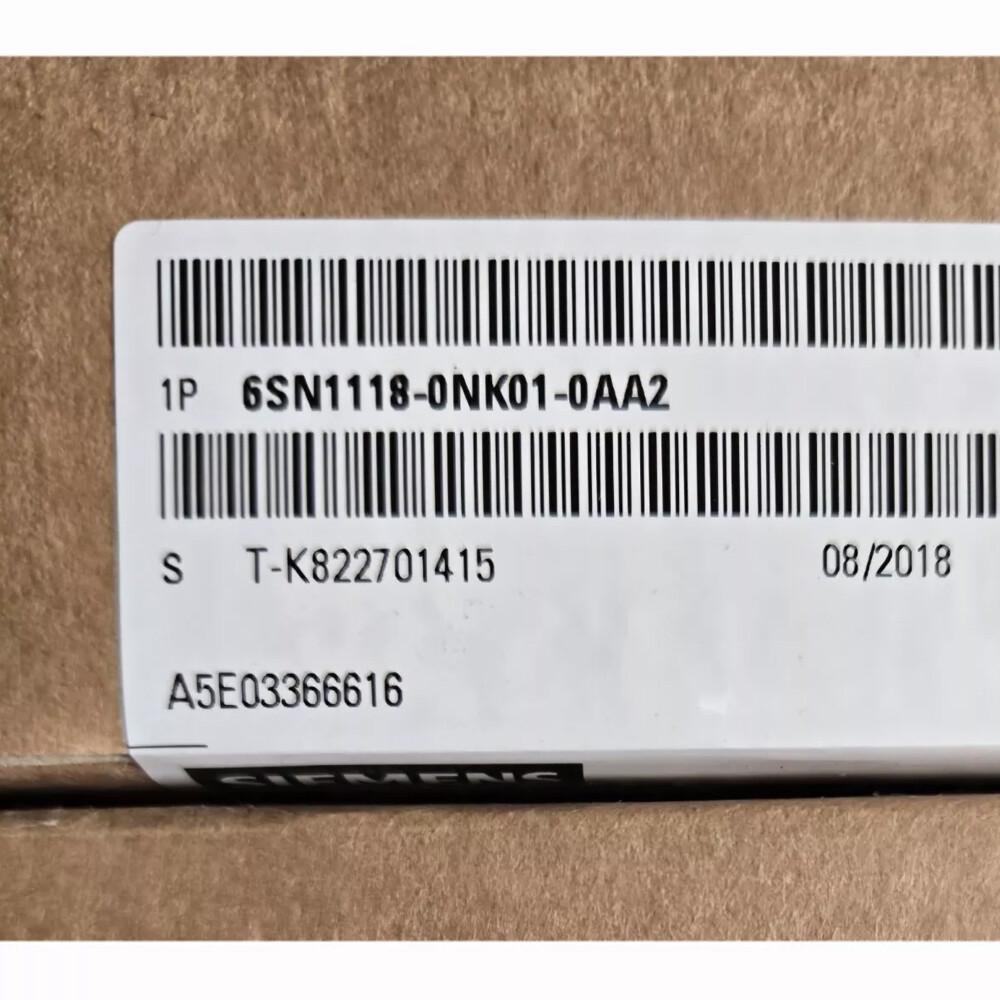 1P 6SN1118-0NK01-0AA2
S T-K822701415 08/2018
A5E03366616
SIEMENS